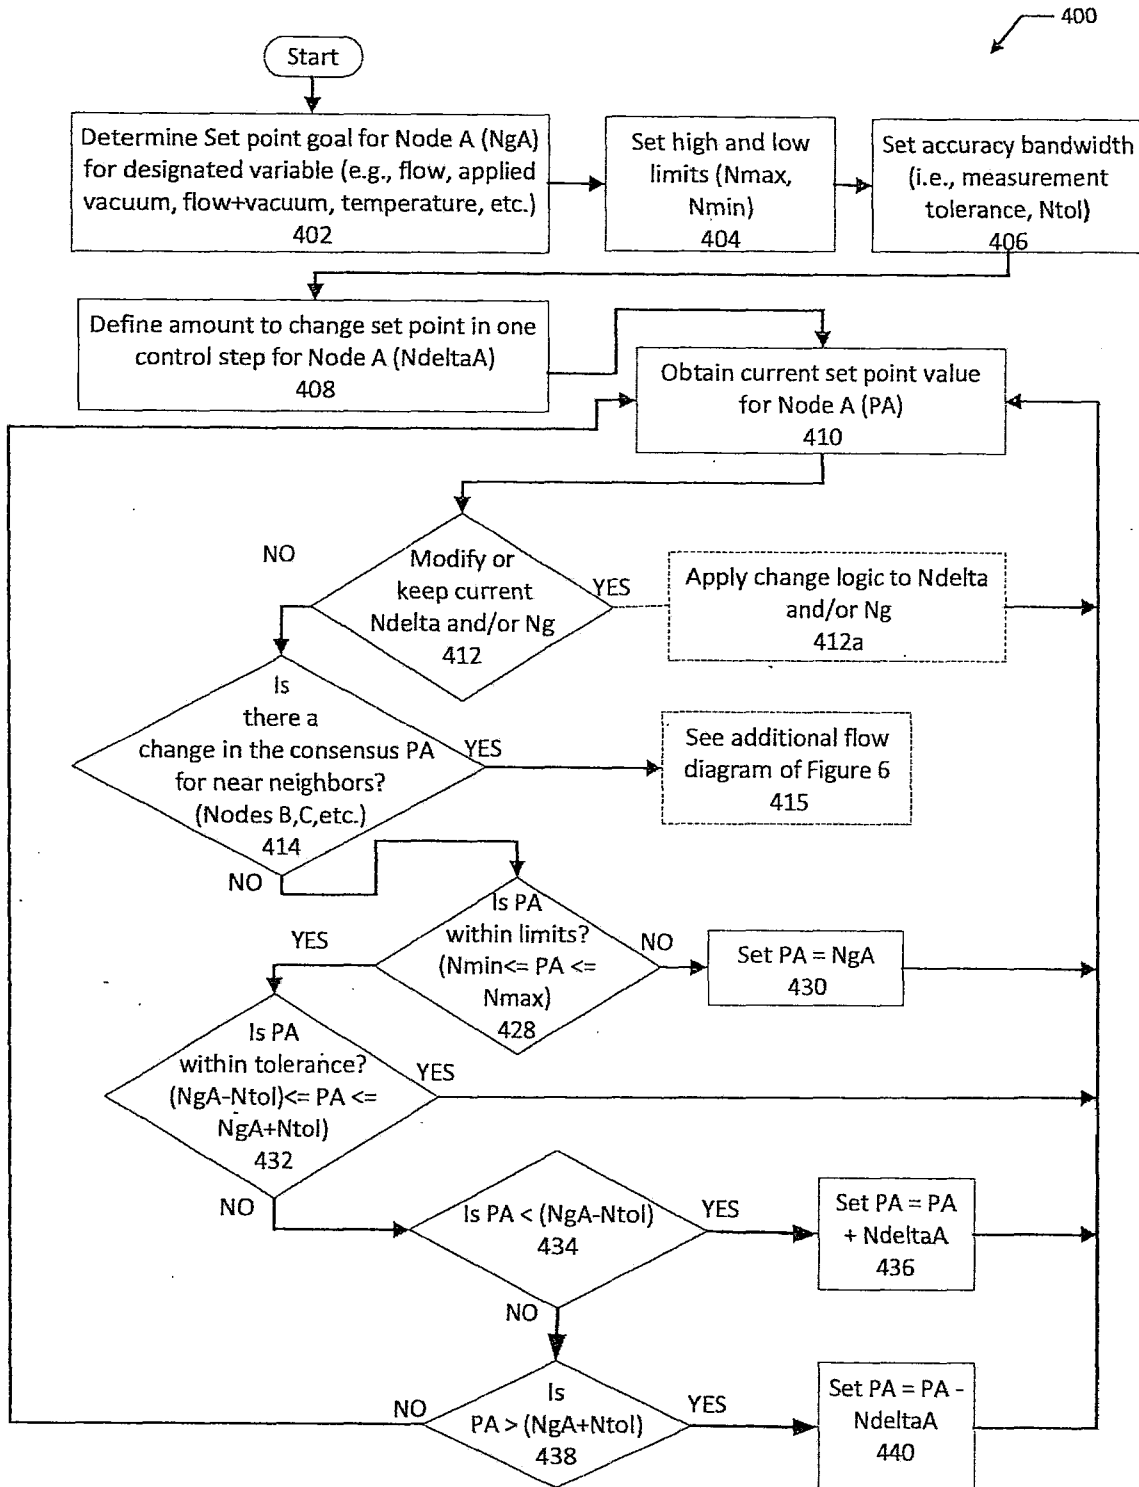 400
Start
Determine Set point goal for Node A (NgA)
for designated variable (e.g., flow, applied
vacuum, flow+vacuum, temperature, etc.)
402
Set high and low
limits (Nmax,
Nmin)
404
Set accuracy bandwidth
(i.e., measurement
tolerance, Ntol)
406
Define amount to change set point in one
control step for Node A (NdeltaA)
408
Obtain current set point value
for Node A (PA)
410
NO
Modify or
keep current
Ndelta and/or Ng
412
YES
Apply change logic to Ndelta
and/or Ng
412a
Is
there a
change in the consensus PA
for near neighbors?
(Nodes B,C,etc.)
414
YES
See additional flow
diagram of Figure 6
415
NO
Is PA
within limits?
(Nmin<= PA <=
Nmax)
428
YES
NO
Set PA = NgA
430
Is PA
within tolerance?
(NgA-Ntol)<= PA <=
NgA+Ntol)
432
YES
NO
Is PA < (NgA-Ntol)
434
YES
Set PA = PA
+ NdeltaA
436
NO
Is
PA > (NgA+Ntol)
438
NO
YES
Set PA = PA -
NdeltaA
440